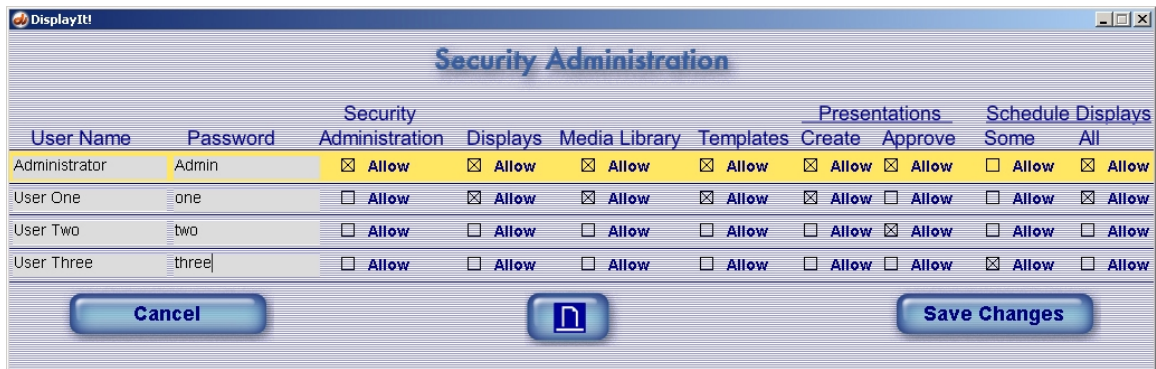 DisplayIt!
Security Administration
Security Presentations Schedule Displays
User Name Password Administration Displays Media Library Templates Create Approve Some All
Administrator Admin Allow Allow Allow Allow Allow Allow Allow Allow
User One one Allow Allow Allow Allow Allow Allow Allow Allow
User Two two Allow Allow Allow Allow Allow Allow Allow Allow
User Three three Allow Allow Allow Allow Allow Allow Allow Allow
Cancel Save Changes